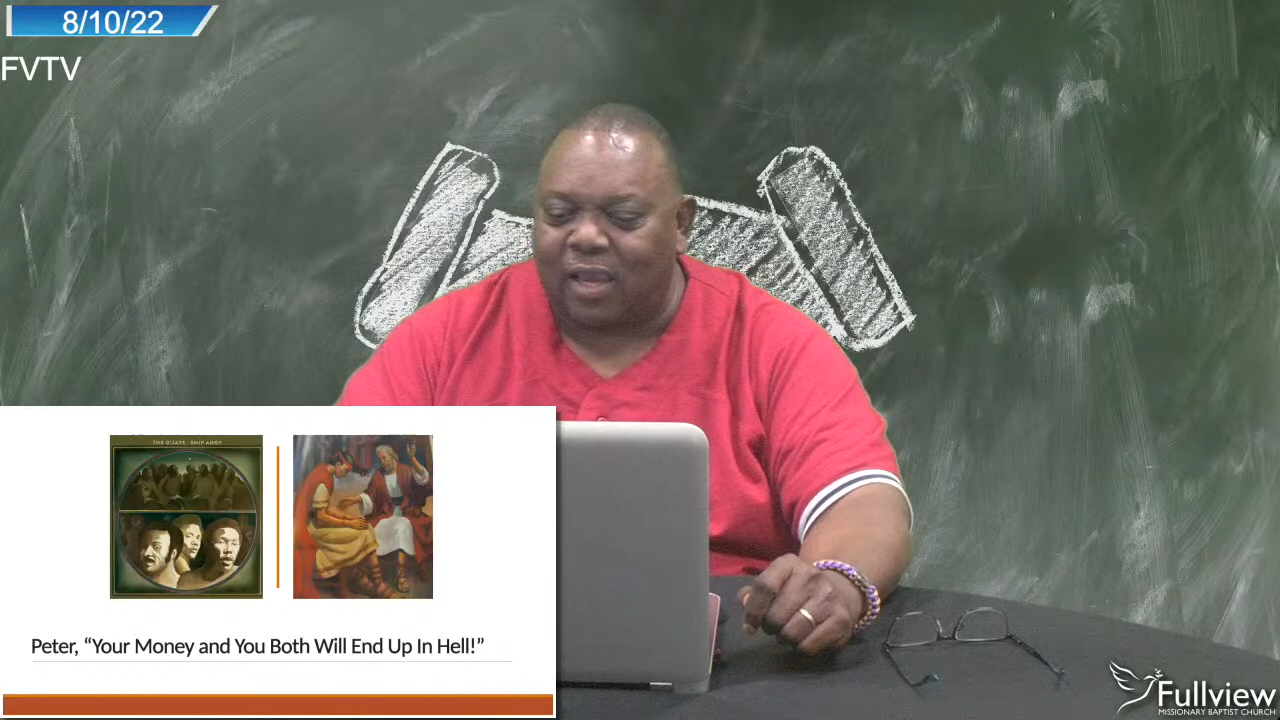 8/10/22
FVTV
THE O'JAYS : SHIP AHOY
Peter, “Your Money and You Both Will End Up In Hell!”
Fullview
MISSIONARY BAPTIST CHURCH